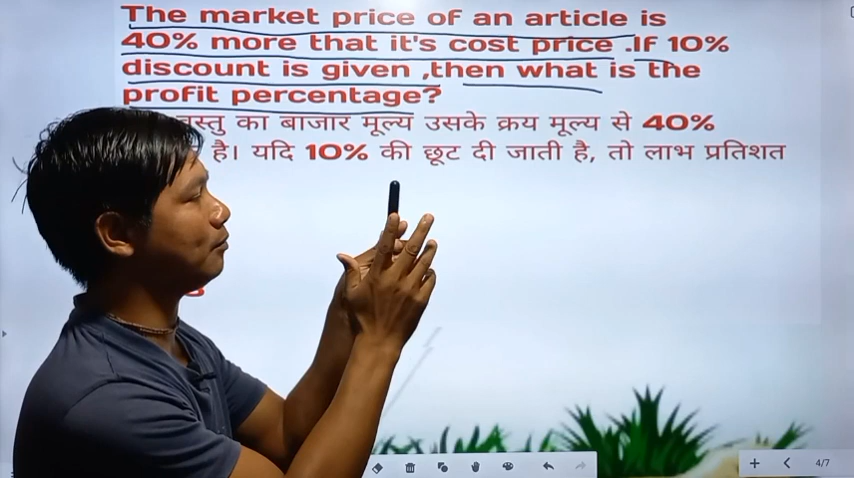 The market price of an article is
40% more that it's cost price .IF 10%
discount is given ,then what is the
profit percentage?
वस्तु का बाजार मूल्य उसके क्रय मूल्य से 40%
है। यदि 10% की छूट दी जाती है, तो लाभ प्रतिशत
4/7